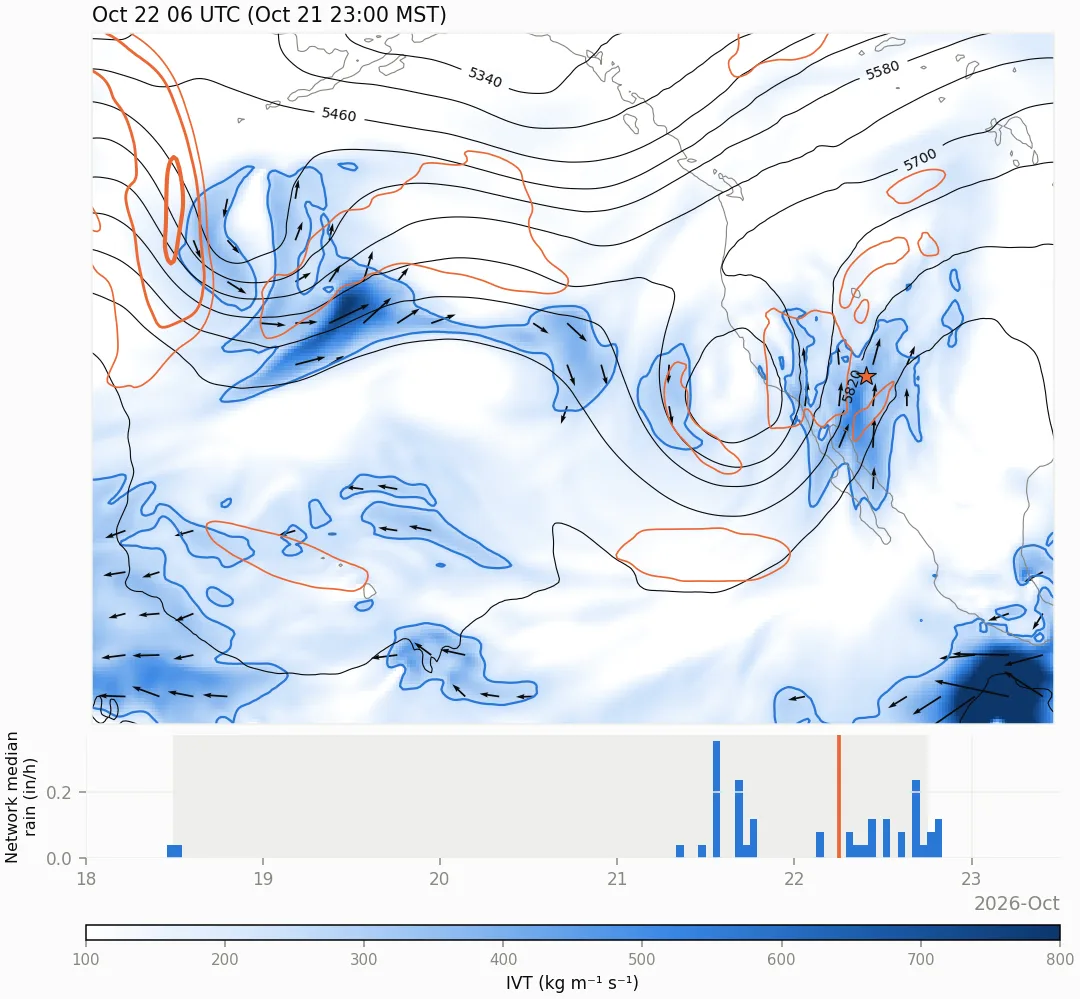 Oct 22 06 UTC (Oct 21 23:00 MST)
5340
5580
5460
5700
5820
Network median
rain (in/h)
0.2
0.0
18 19 20 21 22 23
2026-Oct
100 200 300 400 500 600 700 800
IVT (kg m⁻¹ s⁻¹)